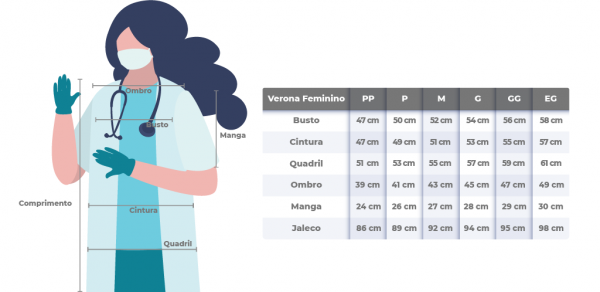 Ombro
Busto
Manga
Comprimento
Cintura
Quadril
Verona Feminino PP P M G GG EG
Busto 47 cm 50 cm 52 cm 54 cm 56 cm 58 cm
Cintura 47 cm 49 cm 51 cm 53 cm 55 cm 57 cm
Quadril 51 cm 53 cm 55 cm 57 cm 59 cm 61 cm
Ombro 39 cm 41 cm 43 cm 45 cm 47 cm 49 cm
Manga 24 cm 26 cm 27 cm 28 cm 29 cm 30 cm
Jaleco 86 cm 89 cm 92 cm 94 cm 95 cm 98 cm